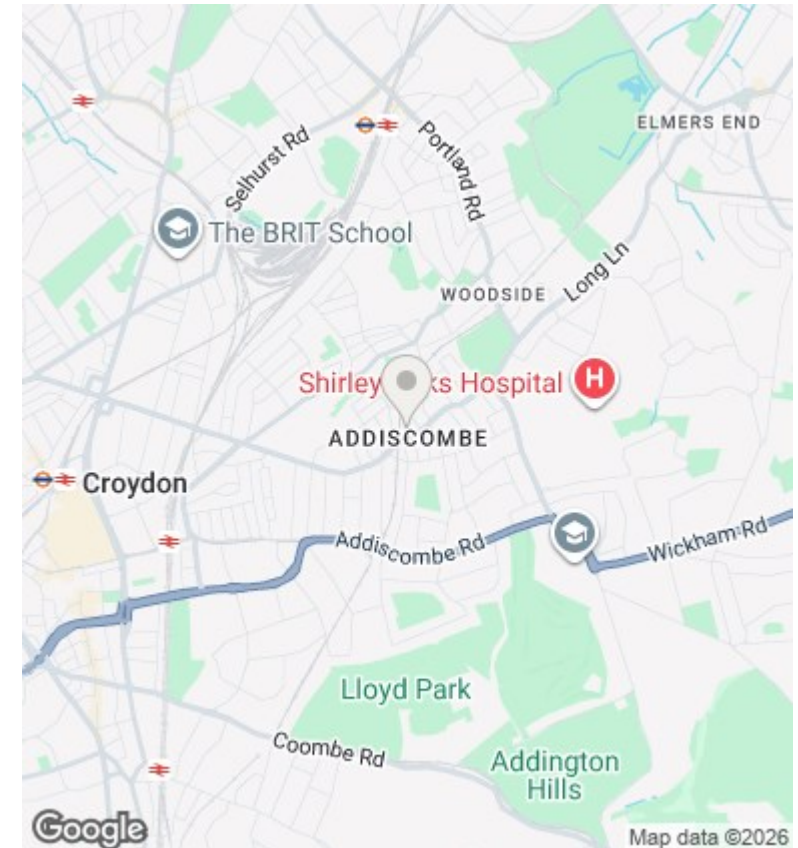 ELMERS END
Selhurst Rd
Portland Rd
The BRIT School
Long Ln
WOODSIDE
Shirley ks Hospital
H
ADDISCOMBE
Croydon
Addiscombe Rd
Wickham Rd
Lloyd Park
Coombe Rd
Addington
Hills
Google
Map data ©2026